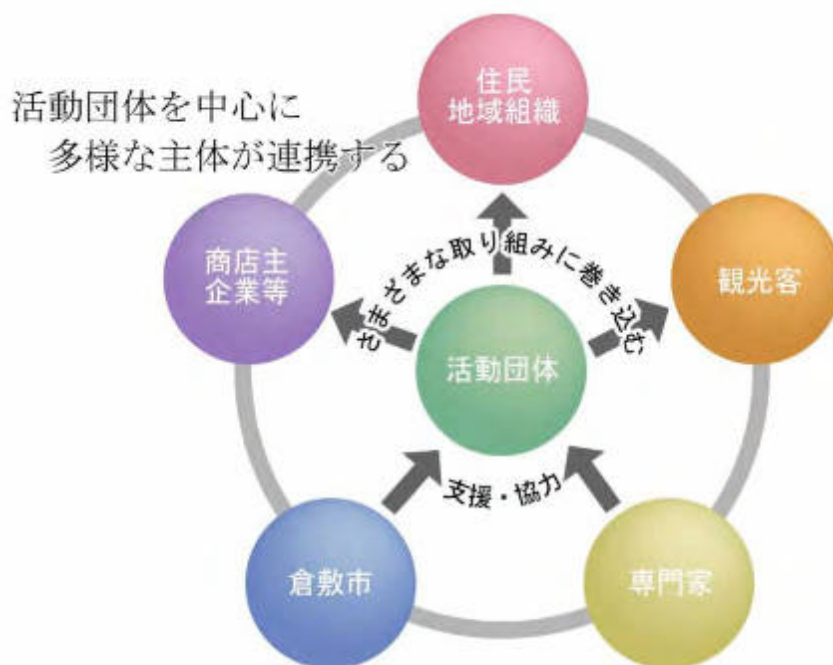 活動団体を中心に
多様な主体が連携する
住民
地域組織
商店主
企業等
観光客
さまざまな取り組みに巻き込む
活動団体
支援・協力
倉敷市
専門家